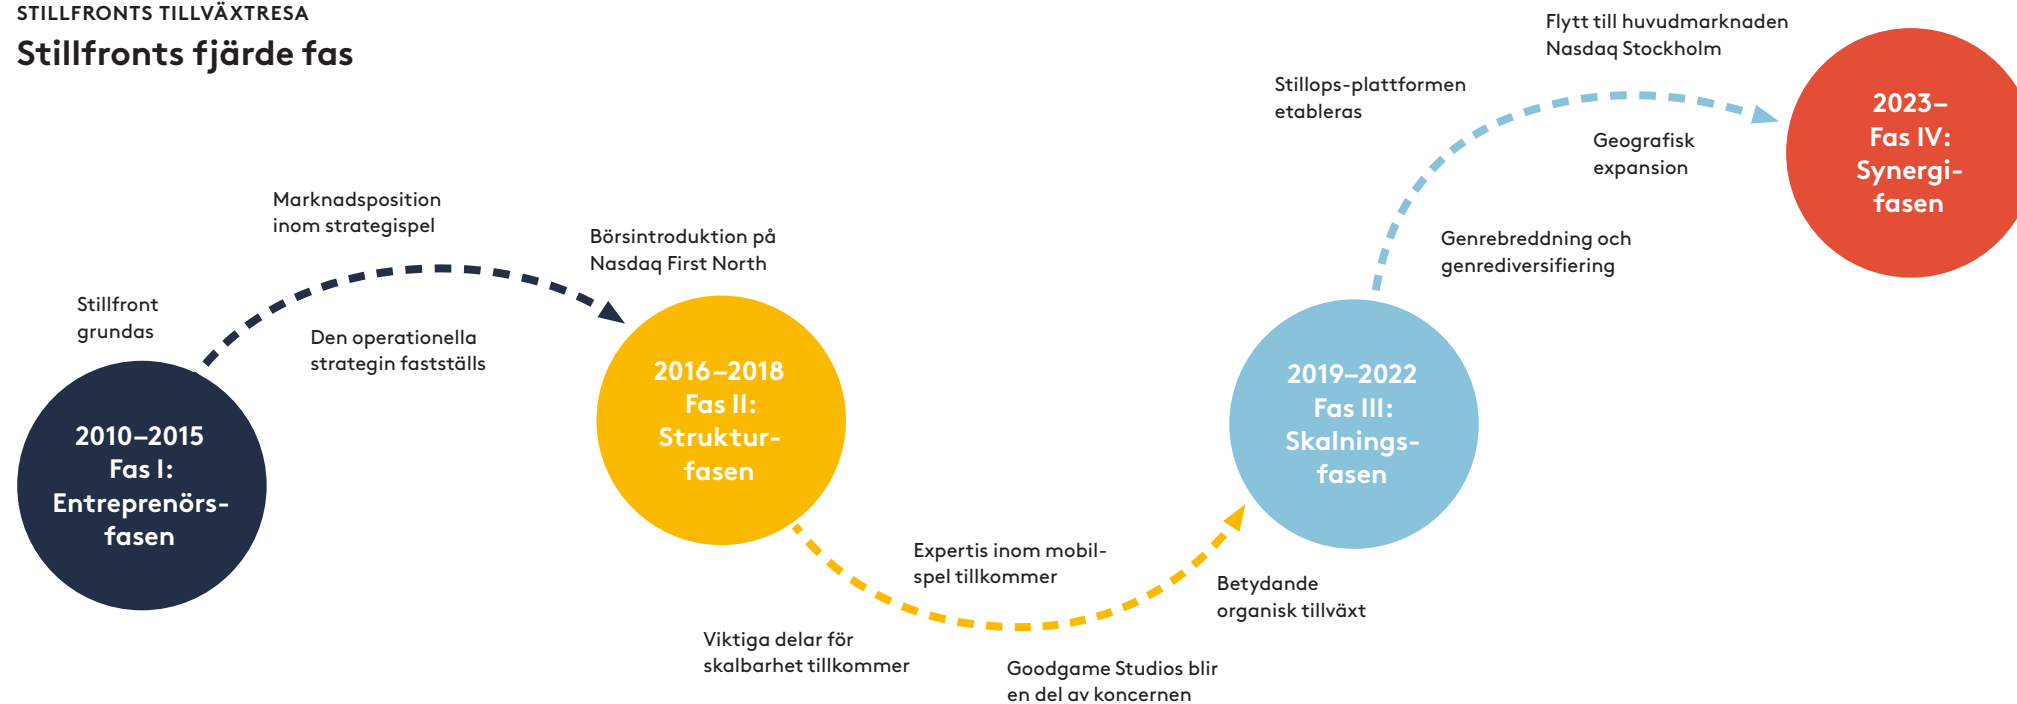 STILLFRONTS TILLVÄXTRESA
Stillfronts fjärde fas
Stillfront
grundas
2010–2015
Fas I:
Entreprenörs-
fasen
Marknadsposition
inom strategispel
Den operationella
strategin fastställs
Börsintroduktion på
Nasdaq First North
2016–2018
Fas II:
Struktur-
fasen
Viktiga delar för
skalbarhet tillkommer
Expertis inom mobil-
spel tillkommer
Goodgame Studios blir
en del av koncernen
Betydande
organisk tillväxt
2019–2022
Fas III:
Skalnings-
fasen
Genrebreddning och
genrediversifiering
Stillops-plattformen
etableras
Geografisk
expansion
Flytt till huvudmarknaden
Nasdaq Stockholm
2023–
Fas IV:
Synergi-
fasen